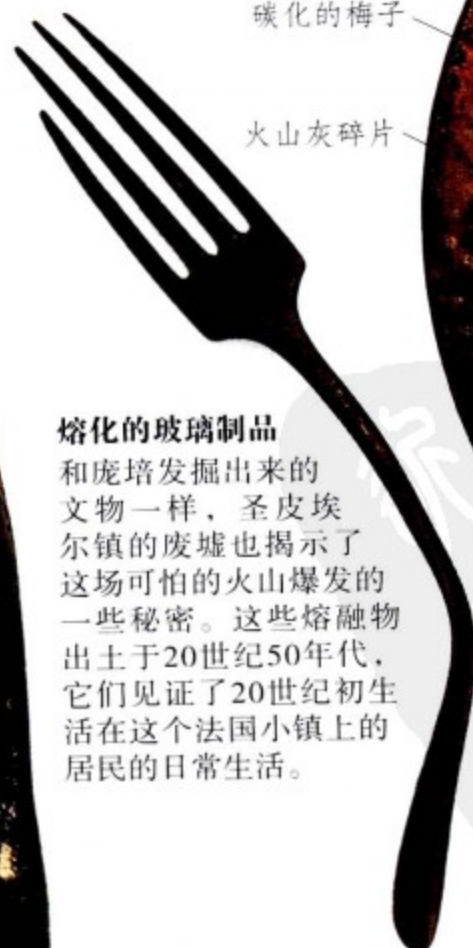 碳化的梅子
火山灰碎片
熔化的玻璃制品
和庞培发掘出来的
文物一样，圣皮埃
尔镇的废墟也揭示了
这场可怕的火山爆发的
一些秘密。这些熔融物
出土于20世纪50年代，
它们见证了20世纪初生
活在这个法国小镇上的
居民的日常生活。